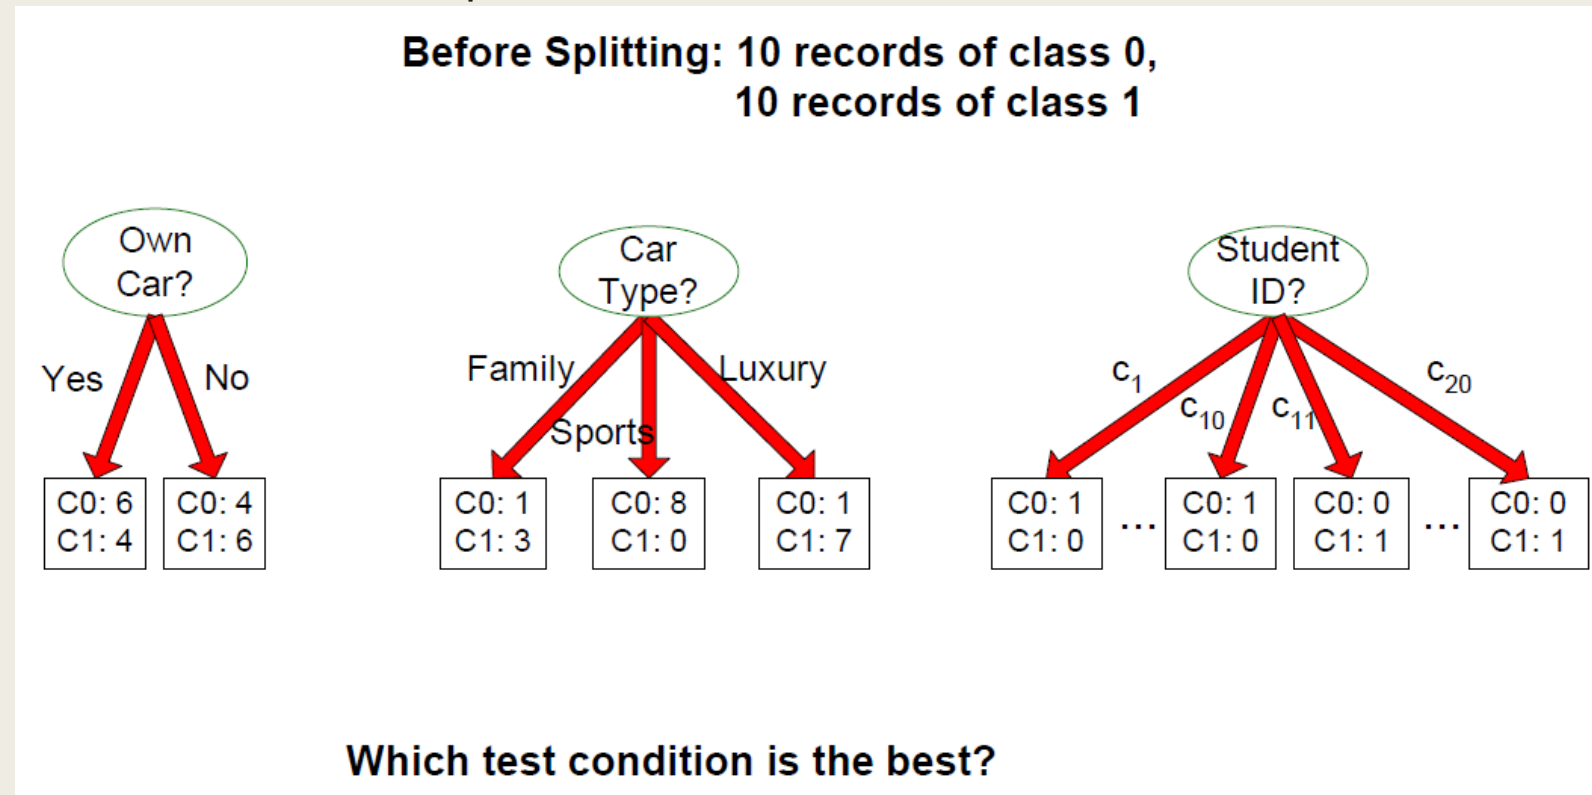 Before Splitting: 10 records of class 0,
10 records of class 1
Own
Car?
Yes
No
C0: 6
C1: 4
C0: 4
C1: 6
Car
Type?
Family
Sports
Luxury
C0: 1
C1: 3
C0: 8
C1: 0
C0: 1
C1: 7
Student
ID?
c1
c10
c11
c20
C0: 1
C1: 0
...
C0: 1
C1: 0
C0: 0
C1: 1
...
C0: 0
C1: 1
Which test condition is the best?